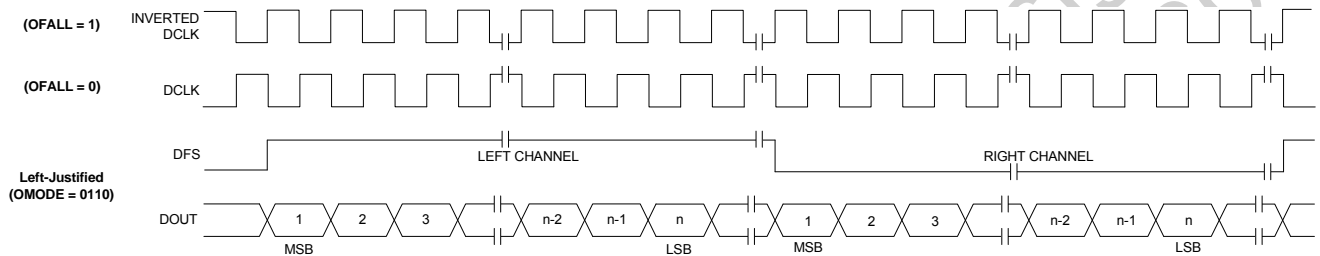 (OFALL = 1)
INVERTED
DCLK
(OFALL = 0)
DCLK
DFS
LEFT CHANNEL
RIGHT CHANNEL
Left-Justified
(OMODE = 0110)
DOUT
1 2 3 n-2 n-1 n 1 2 3 n-2 n-1 n
MSB LSB MSB LSB